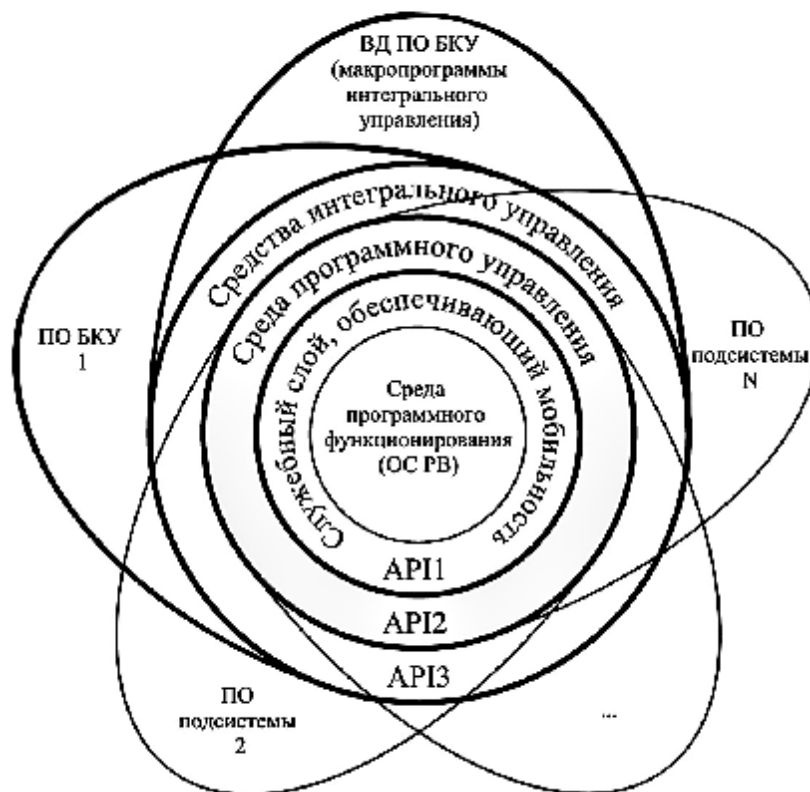 ВД ПО БКУ
(макропрограммы
интегрального
управления)
Средства интегрального управления
Среда программного управления
Служебный слой, обеспечивающий мобильность
ПО БКУ
1
ПО
подсистемы
N
Среда
программного
функционирования
(ОС РВ)
API1
API2
API3
ПО
подсистемы
2
...